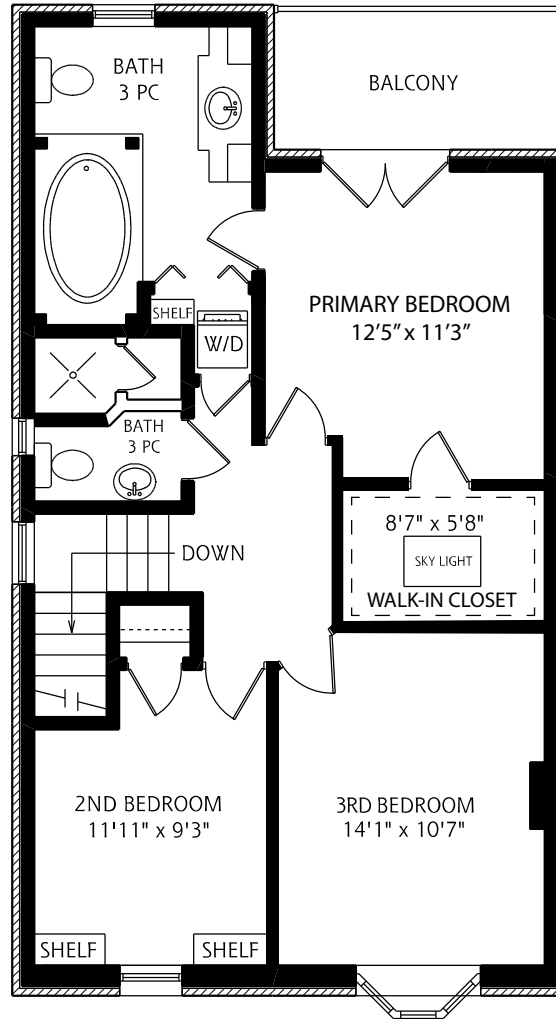 BATH
3 PC
BALCONY
PRIMARY BEDROOM
12'5" x 11'3"
SHELF
W/D
BATH
3 PC
8'7" x 5'8"
SKY LIGHT
WALK-IN CLOSET
DOWN
2ND BEDROOM
11'11" x 9'3"
3RD BEDROOM
14'1" x 10'7"
SHELF
SHELF